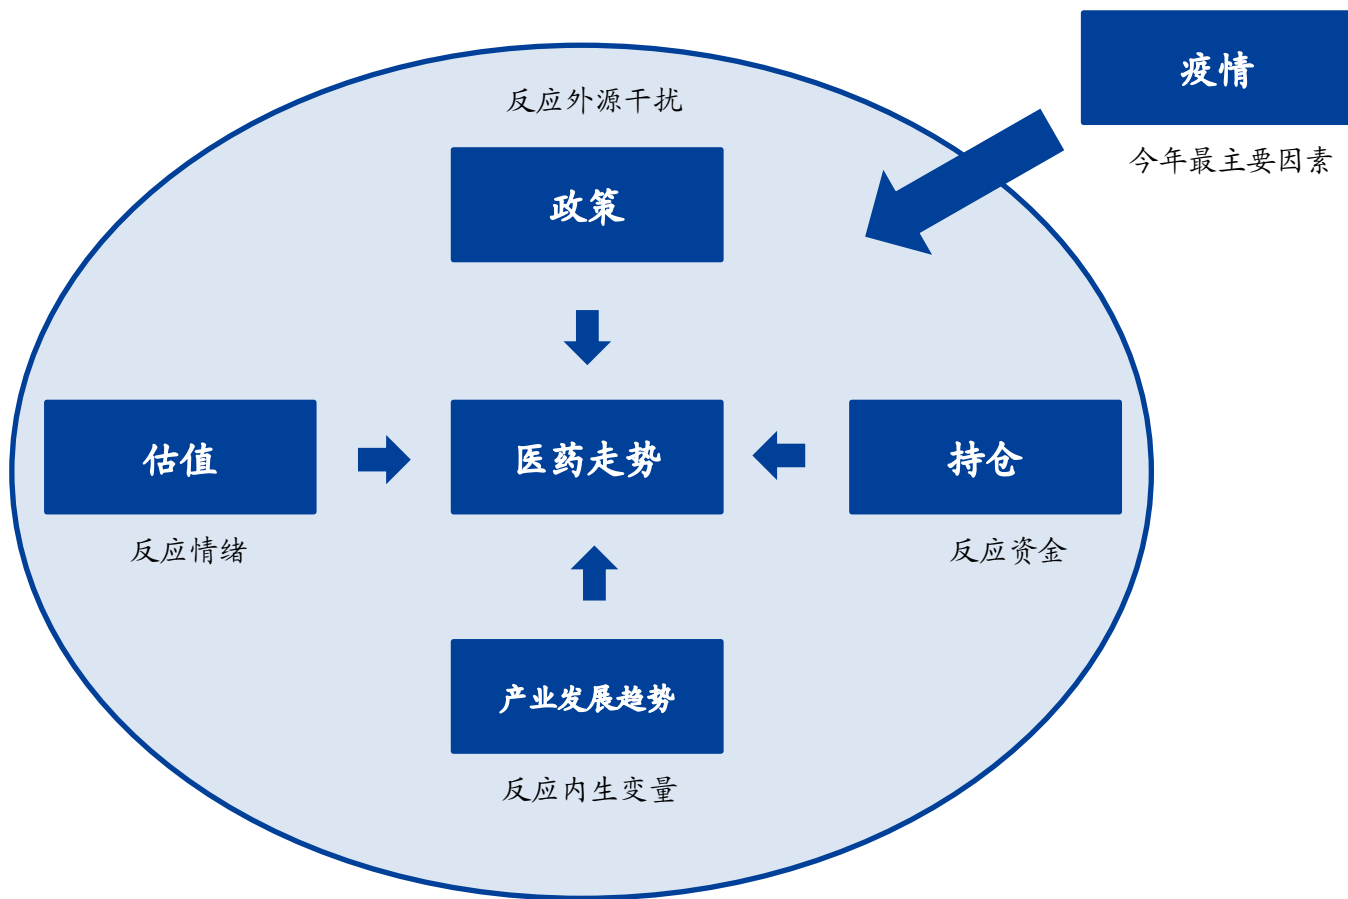 疫情
反应外源干扰
今年最主要因素
政策
估值
医药走势
持仓
反应情绪
反应资金
产业发展趋势
反应内生变量